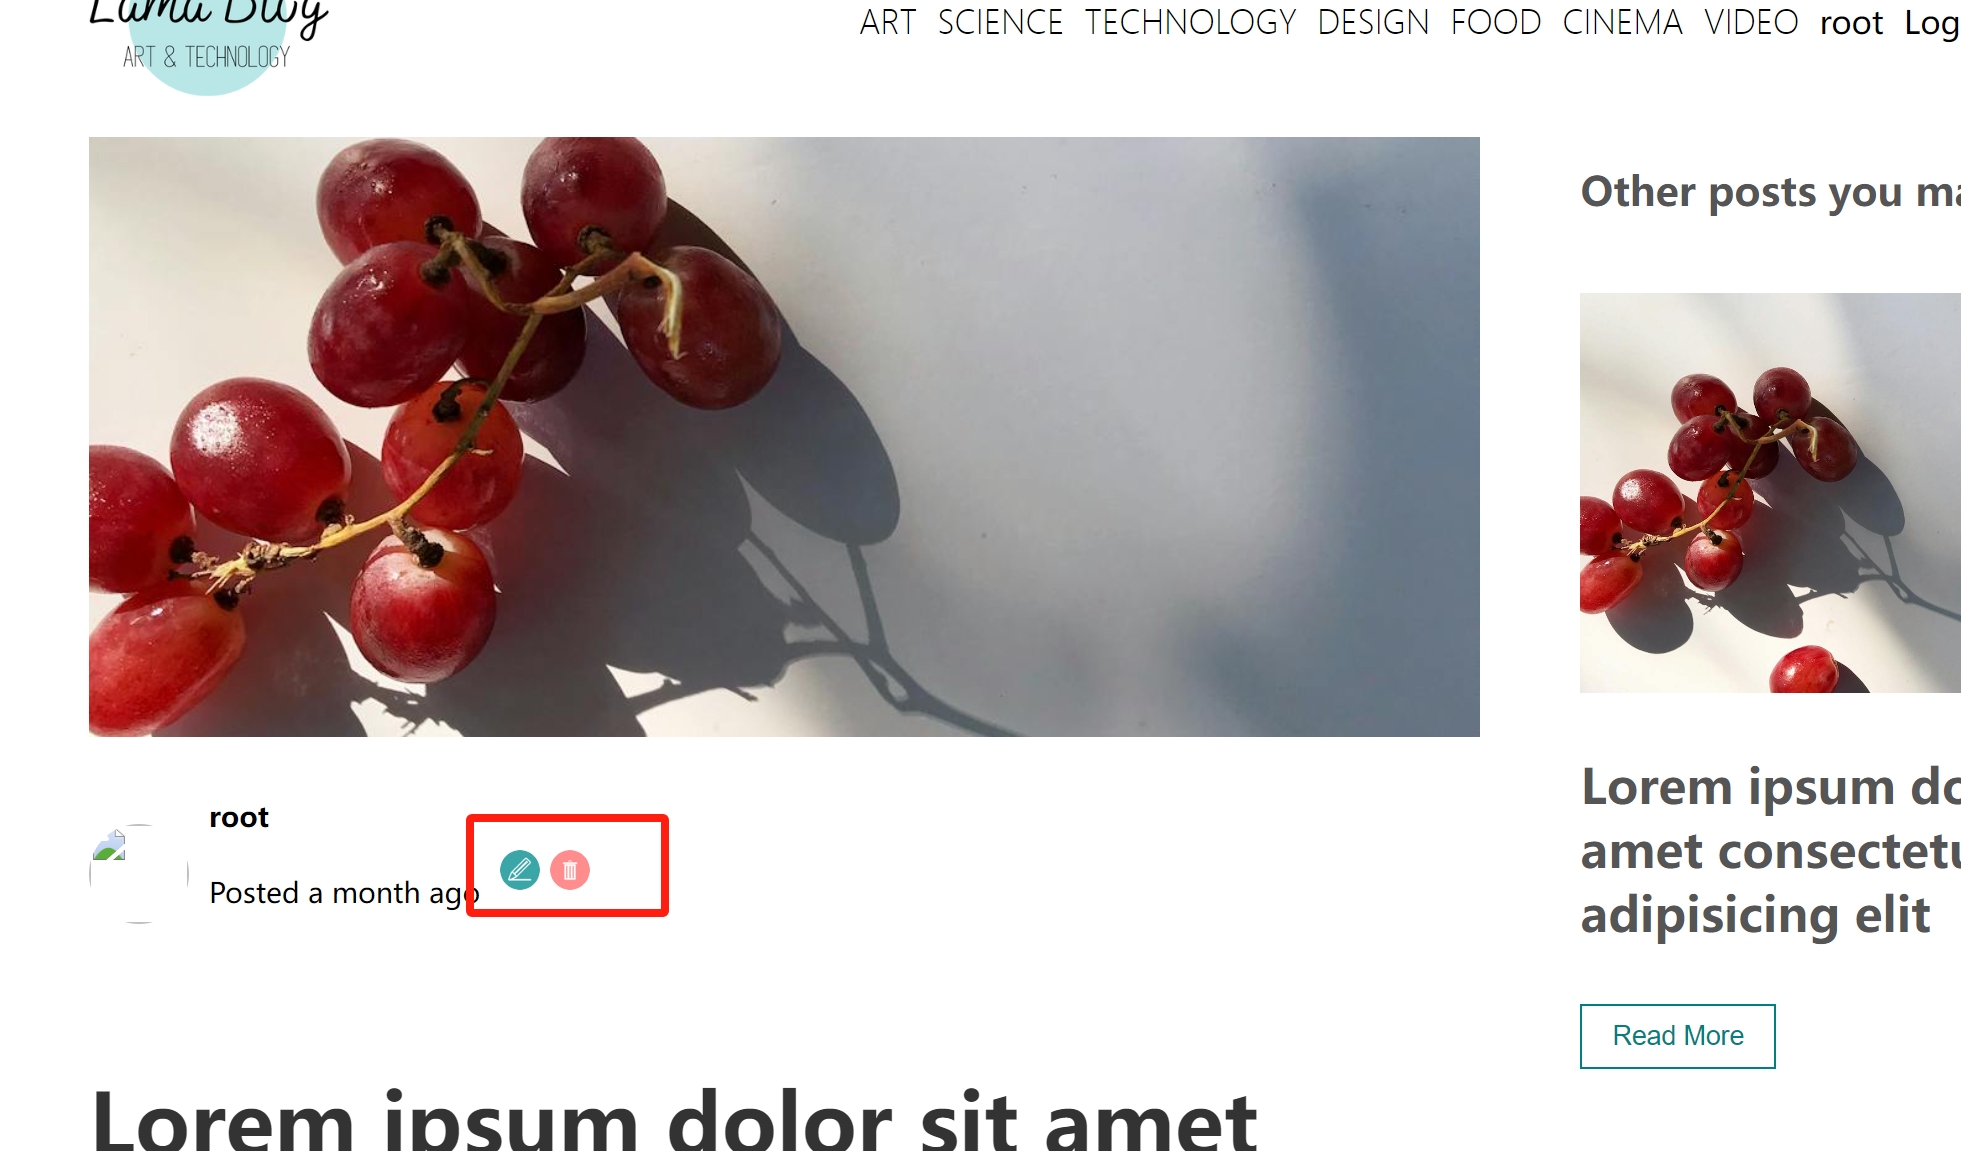 Lama Blog
ART & TECHNOLOGY
ART SCIENCE TECHNOLOGY DESIGN FOOD CINEMA VIDEO root Log
Other posts you ma
root
Posted a month ago
Lorem ipsum do
amet consectetu
adipisicing elit
Read More
Lorem ipsum dolor sit amet